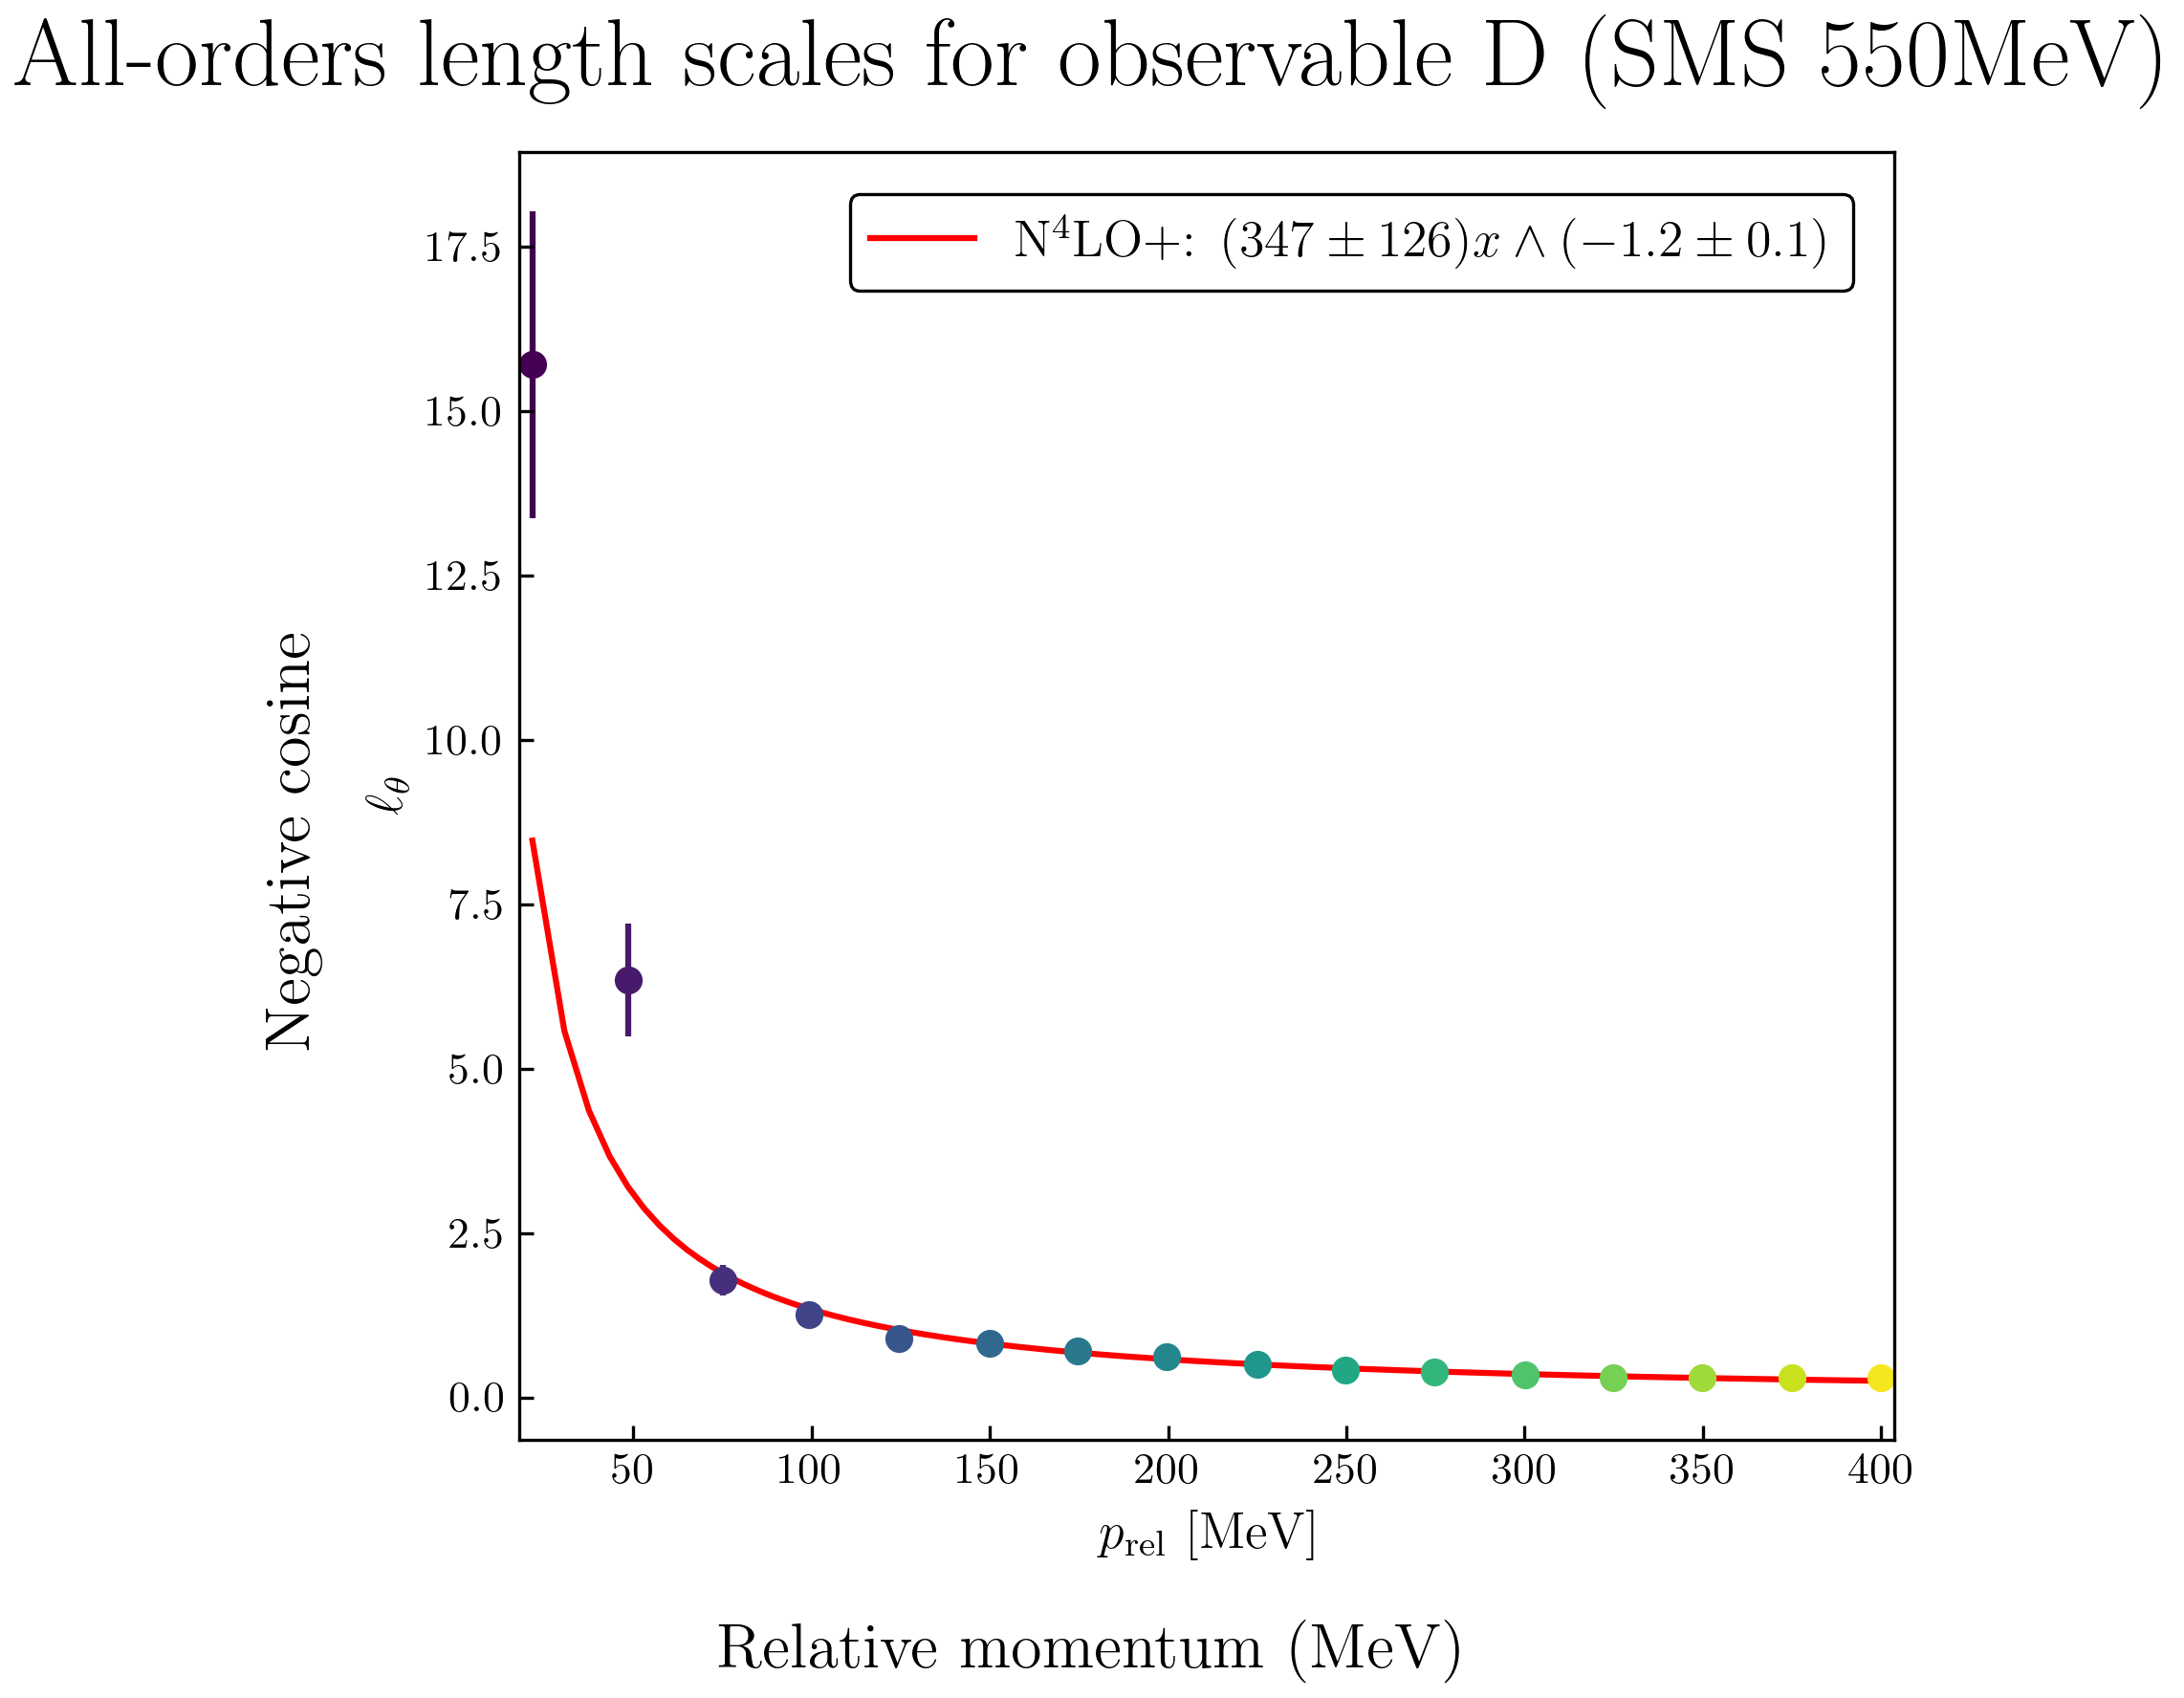 All-orders length scales for observable D (SMS 550MeV)
N⁴LO+: (347 ± 126)x ∧ (−1.2 ± 0.1)
17.5
15.0
12.5
10.0
7.5
5.0
2.5
0.0
Negative cosine
ℓ_θ
50 100 150 200 250 300 350 400
p_rel [MeV]
Relative momentum (MeV)